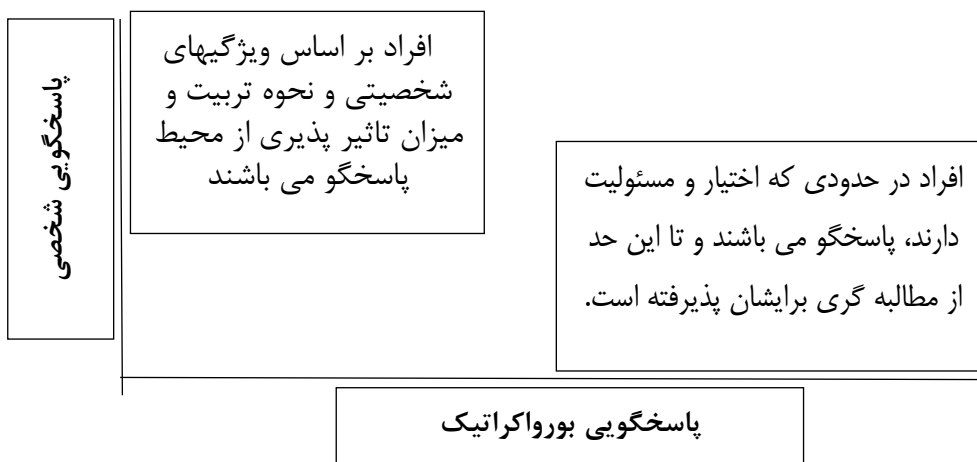 پاسخگویی شخصی
افراد بر اساس ویژگیهای
شخصیتی و نحوه تربیت و
میزان تاثیر پذیری از محیط
پاسخگو می باشند
افراد در حدودی که اختیار و مسئولیت
دارند، پاسخگو می باشند و تا این حد
از مطالبه گری برایشان پذیرفته است.
پاسخگویی بورواکراتیک